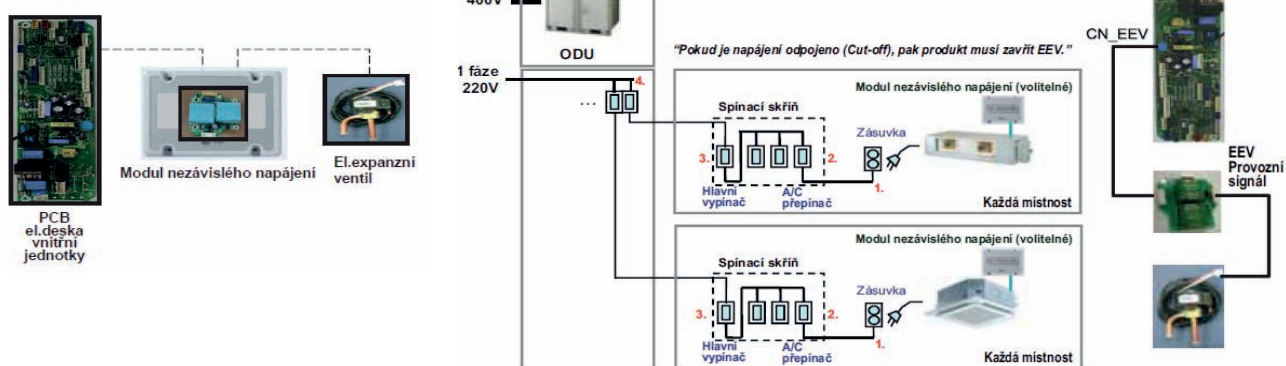 PCB
el.deska
vnitřní
jednotky
Modul nezávislého napájení
El.expanzní
ventil
400V
ODU
1 fáze
220V
...
4.
"Pokud je napájení odpojeno (Cut-off), pak produkt musí zavřít EEV."
Modul nezávislého napájení (volitelné)
Spínací skříň
Zásuvka
3.
2.
1.
Hlavní
vypínač
A/C
přepínač
Každá místnost
Modul nezávislého napájení (volitelné)
Spínací skříň
Zásuvka
3.
2.
1.
Hlavní
vypínač
A/C
přepínač
Každá místnost
CN_EEV
EEV
Provozní
signál